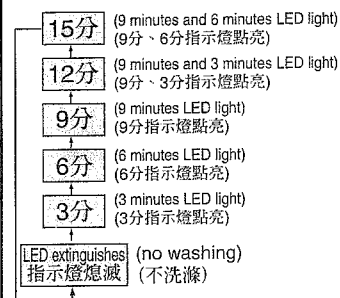 15分 (9 minutes and 6 minutes LED light)
(9分、6分指示燈點亮)
12分 (9 minutes and 3 minutes LED light)
(9分、3分指示燈點亮)
9分 (9 minutes LED light)
(9分指示燈點亮)
6分 (6 minutes LED light)
(6分指示燈點亮)
3分 (3 minutes LED light)
(3分指示燈點亮)
LED extinguishes (no washing)
指示燈熄滅 (不洗滌)